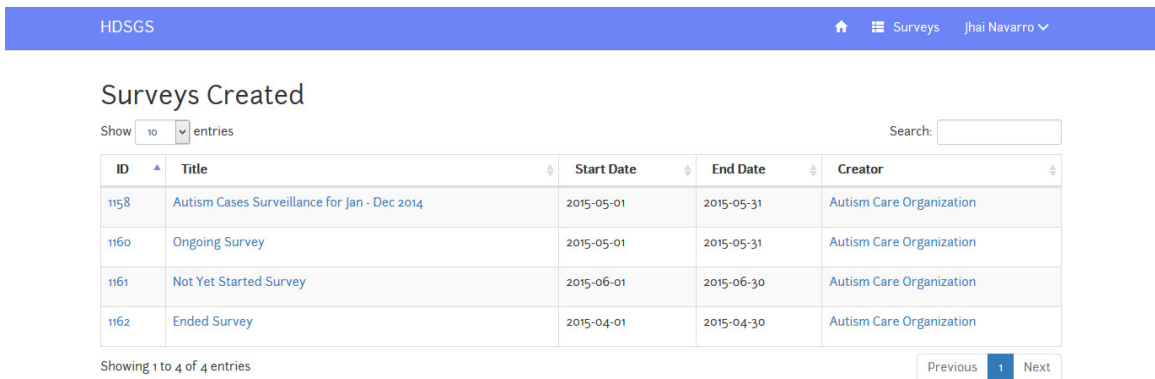 HDSGS Surveys Jhai Navarro
Surveys Created
Show 10 entries Search:
ID Title Start Date End Date Creator
1158 Autism Cases Surveillance for Jan - Dec 2014 2015-05-01 2015-05-31 Autism Care Organization
1160 Ongoing Survey 2015-05-01 2015-05-31 Autism Care Organization
1161 Not Yet Started Survey 2015-06-01 2015-06-30 Autism Care Organization
1162 Ended Survey 2015-04-01 2015-04-30 Autism Care Organization
Showing 1 to 4 of 4 entries Previous 1 Next